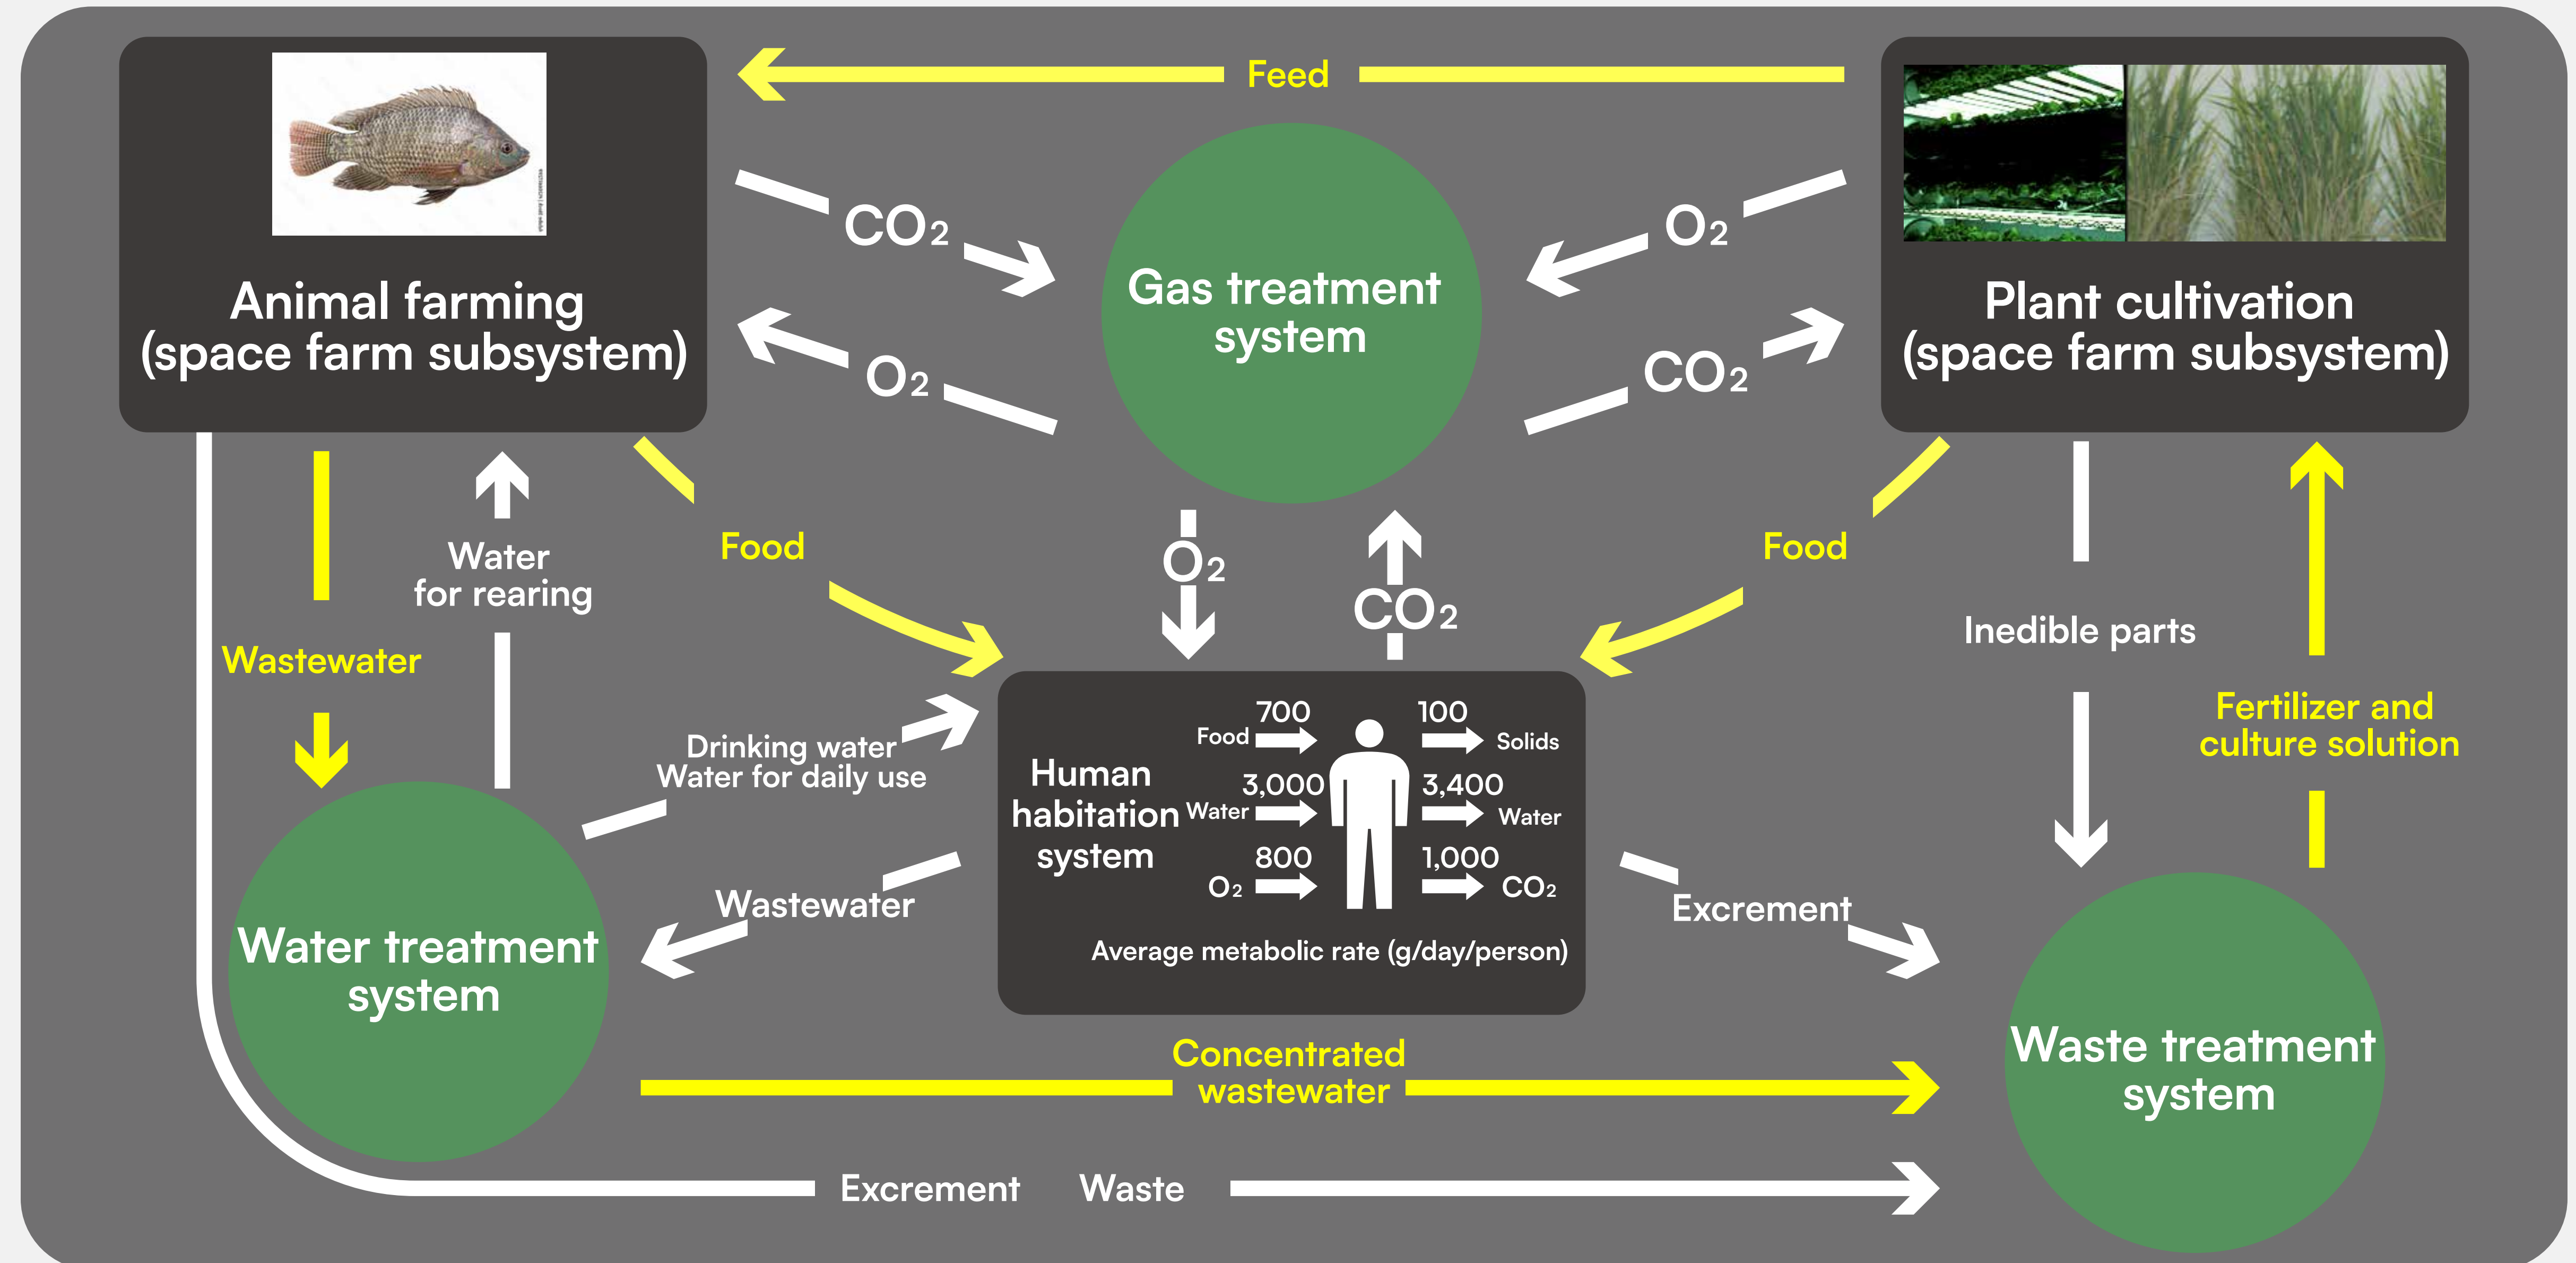 Feed
Animal farming
(space farm subsystem)
CO2
O2
Gas treatment
system
O2
CO2
Plant cultivation
(space farm subsystem)
Wastewater
Water
for rearing
Food
O2
CO2
Food
Inedible parts
Fertilizer and
culture solution
Drinking water
Water for daily use
Wastewater
Human
habitation
system
700
Food
100
Solids
3,000
Water
3,400
Water
800
O2
1,000
CO2
Average metabolic rate (g/day/person)
Excrement
Water treatment
system
Concentrated
wastewater
Waste treatment
system
Excrement Waste